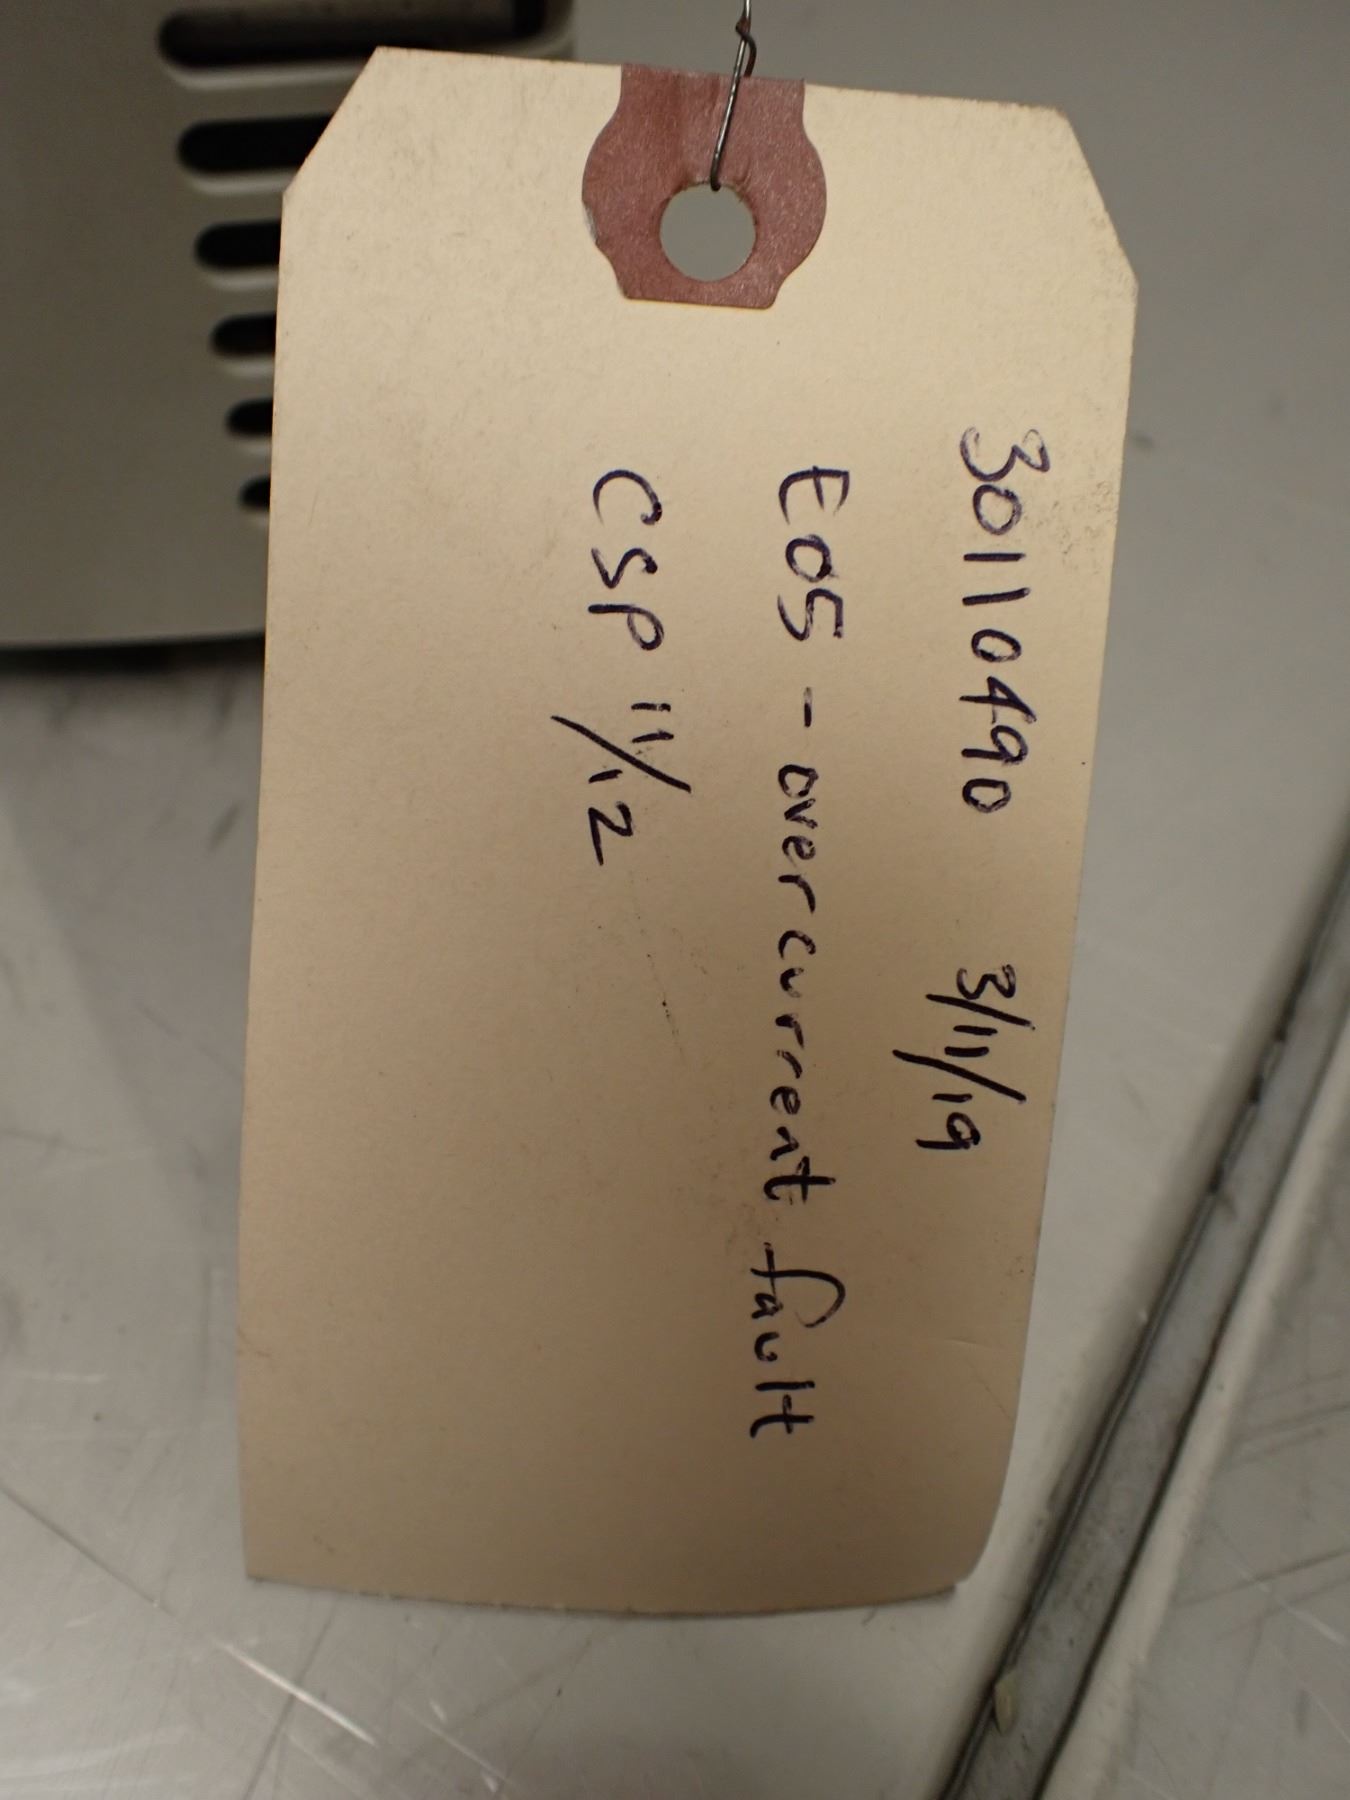 30110490 3/11/19
E05 - overcurrent fault
CSP 11/12